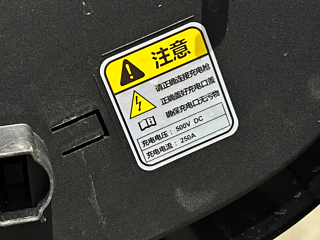 注意
请正确连接充电枪
正确盖好充电口盖
确保充电口无污物
充电电压：500V DC
充电电流：250A